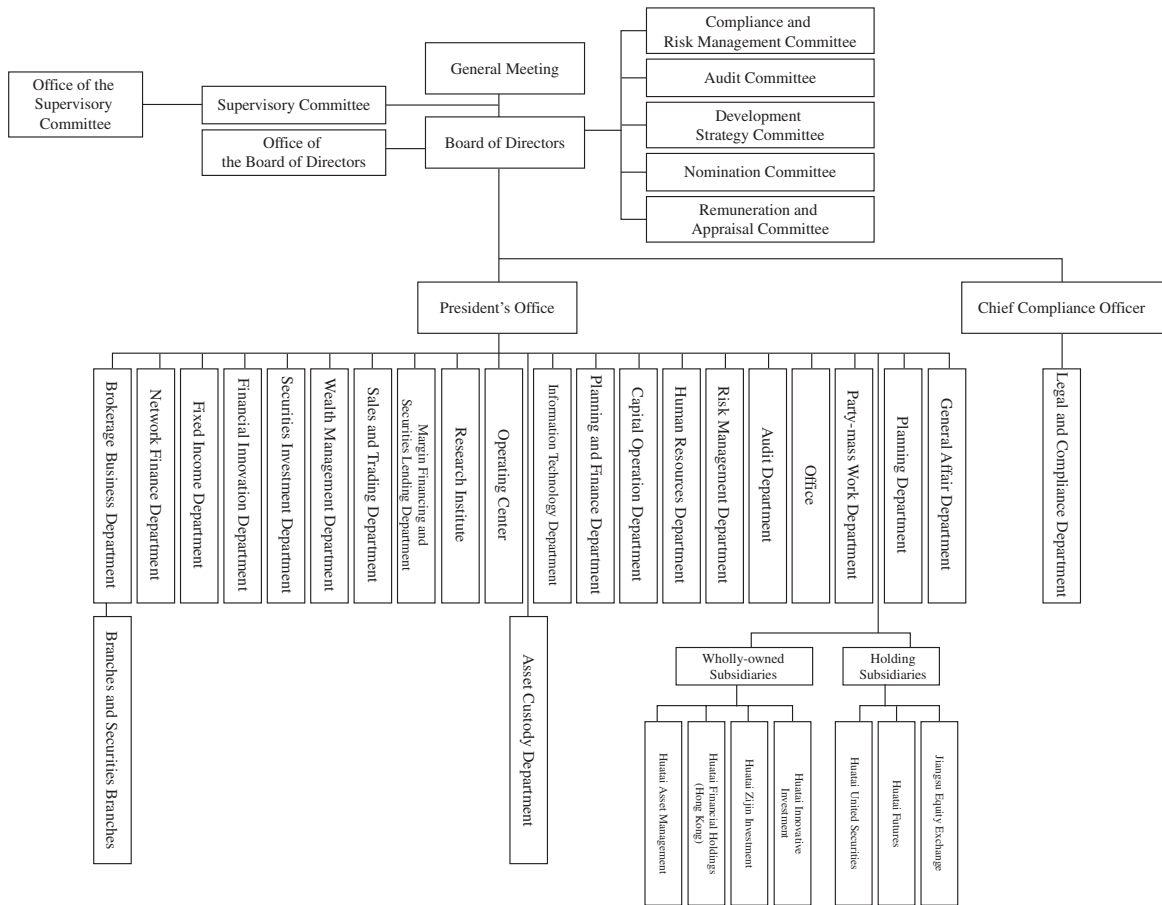 Compliance and
Risk Management Committee
General Meeting
Audit Committee
Office of the
Supervisory
Committee
Supervisory Committee
Development
Strategy Committee
Office of
the Board of Directors
Board of Directors
Nomination Committee
Remuneration and
Appraisal Committee
President's Office
Chief Compliance Officer
Brokerage Business Department
Network Finance Department
Fixed Income Department
Financial Innovation Department
Securities Investment Department
Wealth Management Department
Sales and Trading Department
Margin Financing and
Securities Lending Department
Research Institute
Operating Center
Information Technology Department
Planning and Finance Department
Capital Operation Department
Human Resources Department
Risk Management Department
Audit Department
Office
Party-mass Work Department
Planning Department
General Affair Department
Legal and Compliance Department
Branches and Securities Branches
Asset Custody Department
Wholly-owned
Subsidiaries
Holding
Subsidiaries
Huatai Asset Management
Huatai Financial Holdings
(Hong Kong)
Huatai Zijin Investment
Huatai Innovative
Investment
Huatai United Securities
Huatai Futures
Jiangsu Equity Exchange